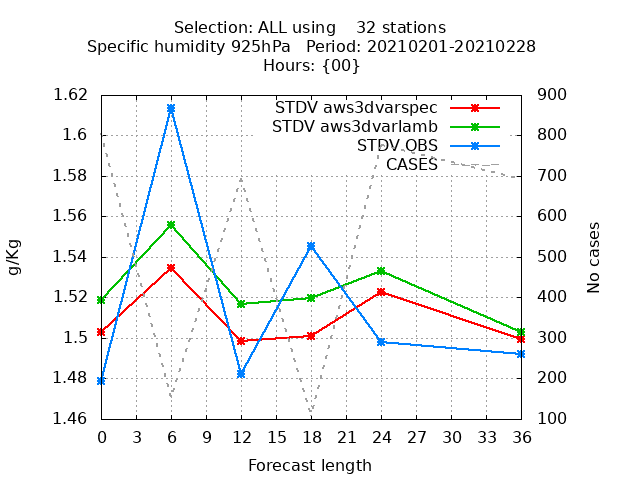 Selection: ALL using    32 stations
Specific humidity 925hPa   Period: 20210201-20210228
Hours: {00}
STDV aws3dvarspec
STDV aws3dvarlamb
STDV OBS
CASES
1.62
1.6
1.58
1.56
1.54
1.52
1.5
1.48
1.46
g/Kg
900
800
700
600
500
400
300
200
100
No cases
0 3 6 9 12 15 18 21 24 27 30 33 36
Forecast length